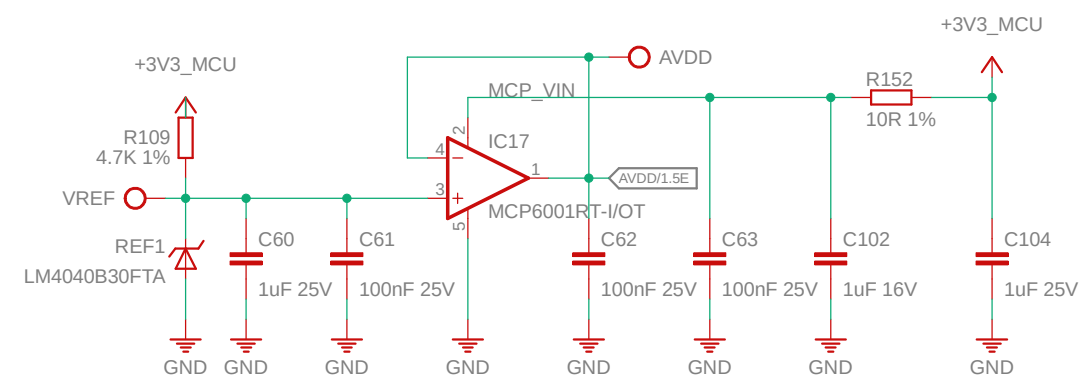 +3V3_MCU
AVDD
+3V3_MCU
MCP_VIN
R152
10R 1%
R109
4.7K 1%
2
IC17
4
1
AVDD/1.5E
VREF
3
5
MCP6001RT-I/OT
REF1
LM4040B30FTA
C60
1uF 25V
C61
100nF 25V
C62
100nF 25V
C63
100nF 25V
C102
1uF 16V
C104
1uF 25V
GND
GND
GND
GND
GND
GND
GND
GND